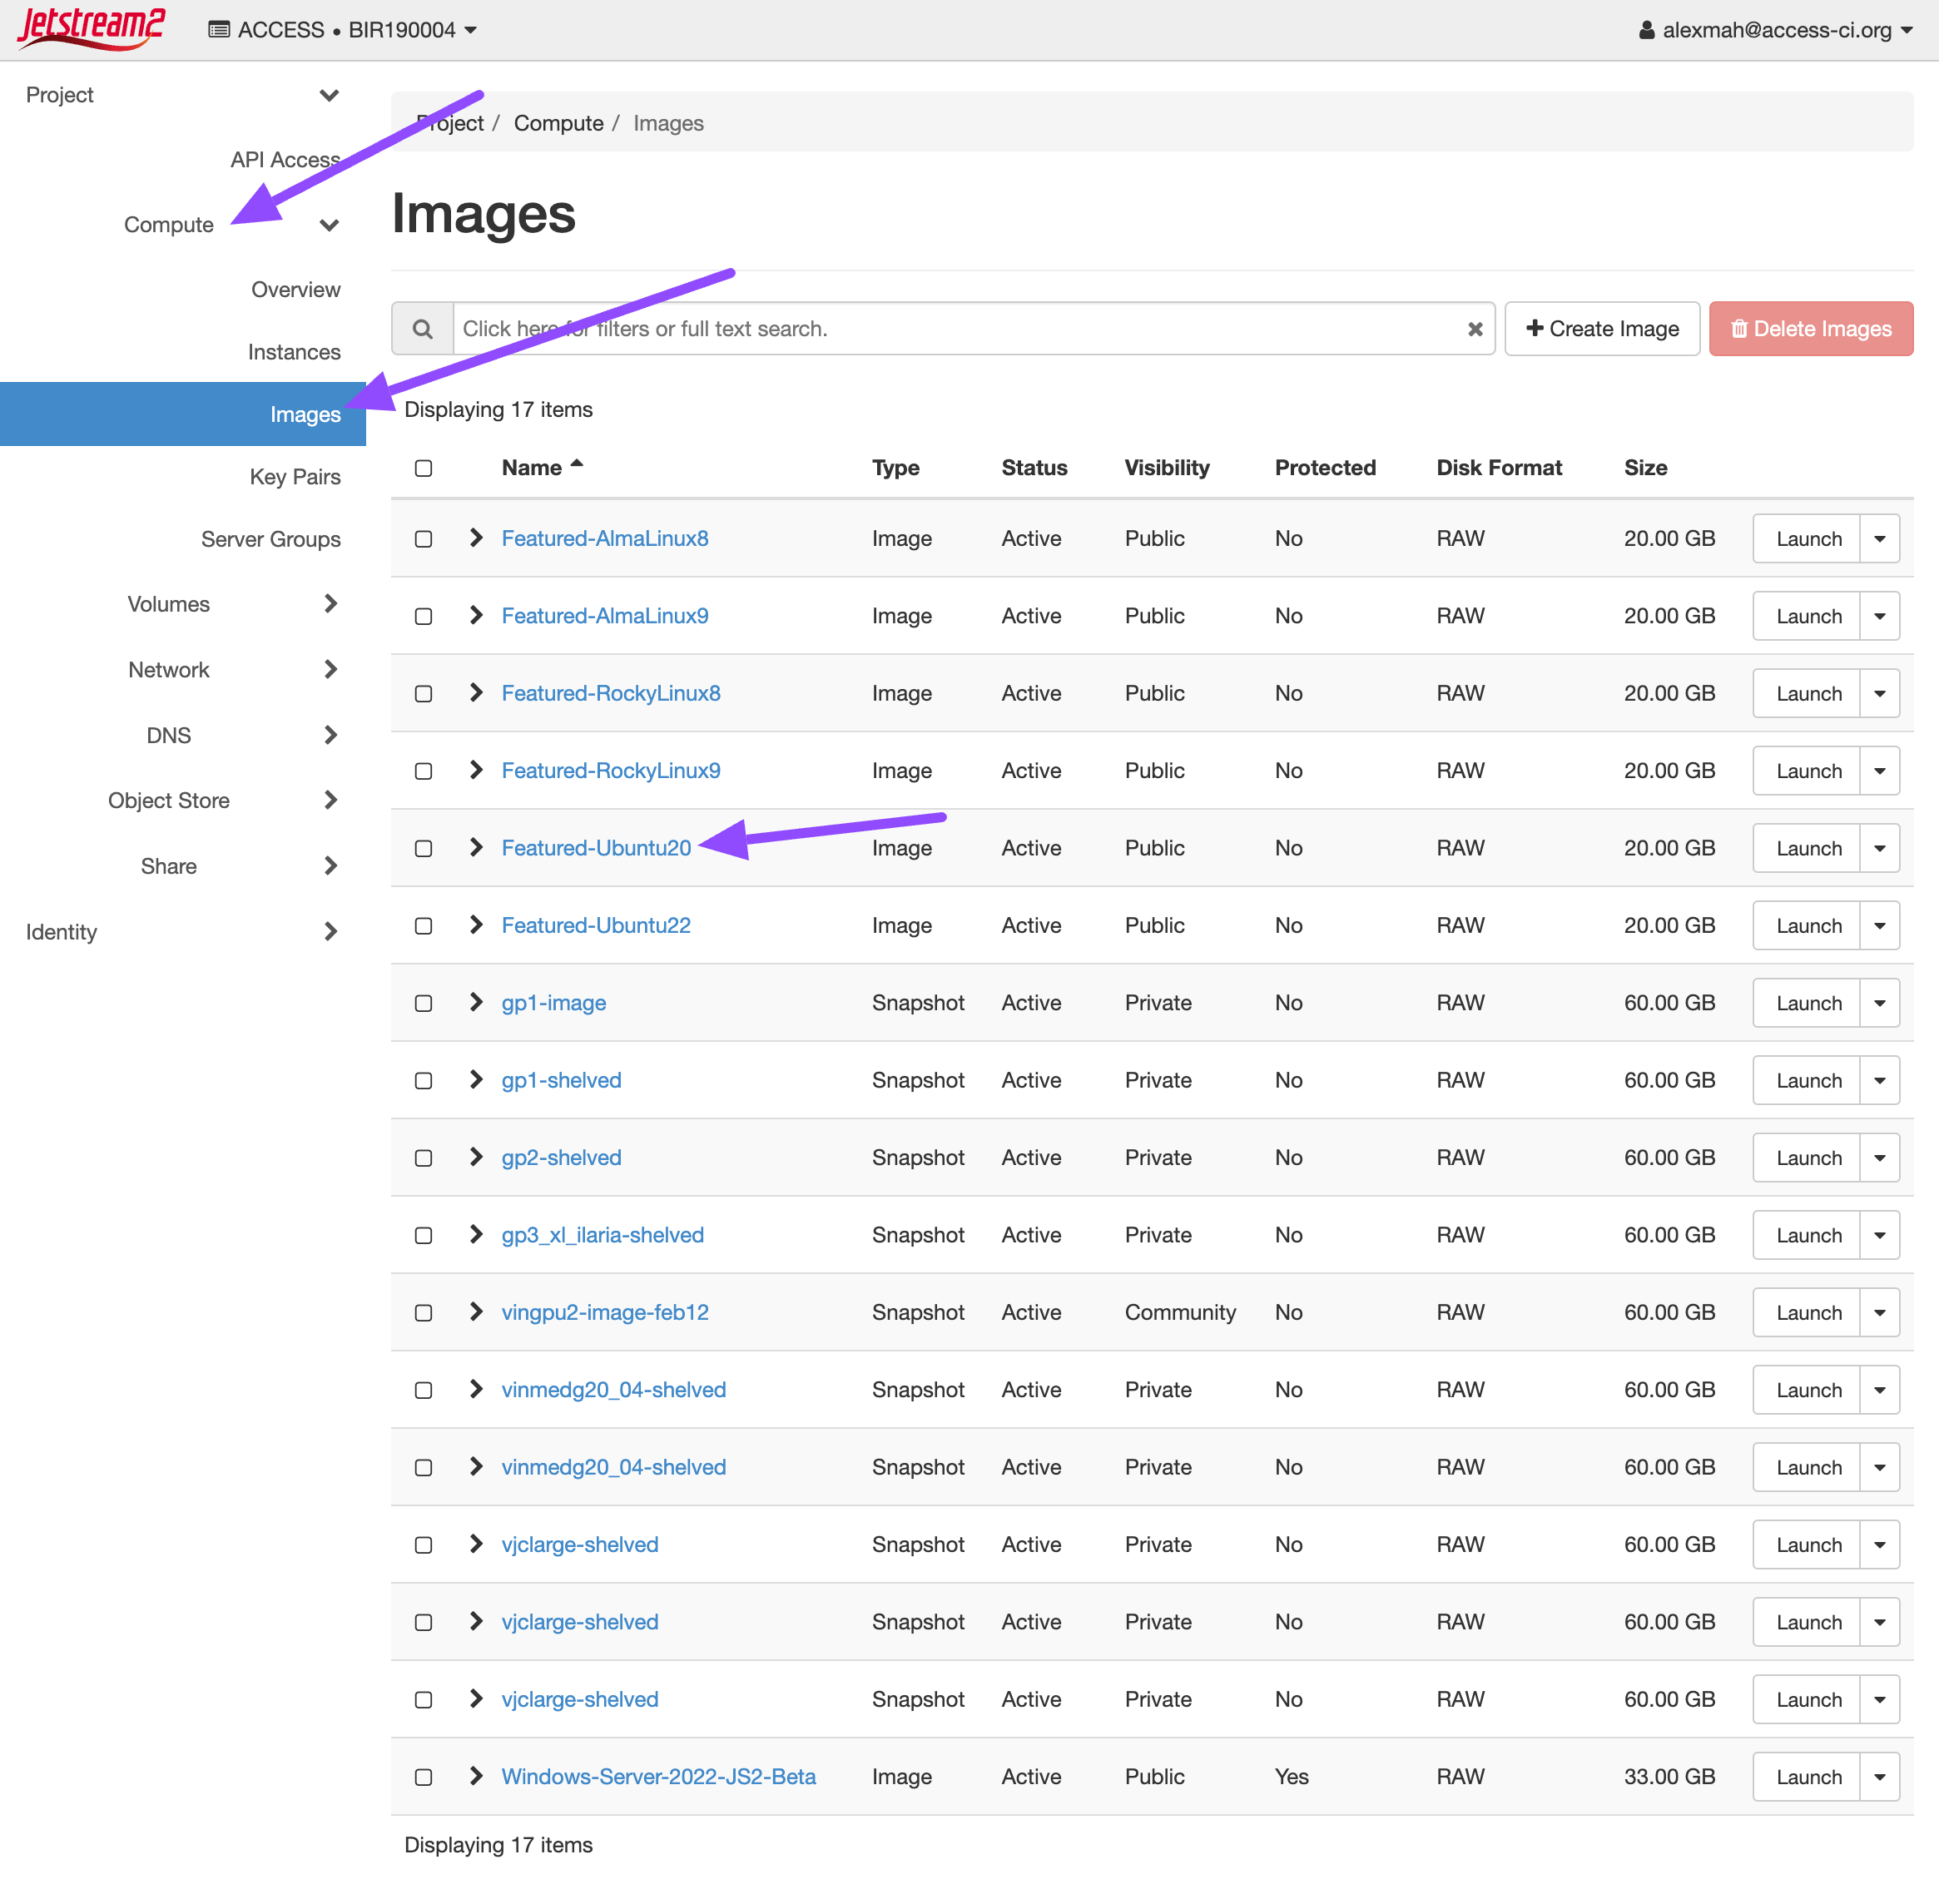 Jetstream2
ACCESS • BIR190004
alexmah@access-ci.org
Project
API Access
Compute
Overview
Instances
Images
Key Pairs
Server Groups
Volumes
Network
DNS
Object Store
Share
Identity
Project / Compute / Images
Images
Click here for filters or full text search.
Create Image
Delete Images
Displaying 17 items
Name Type Status Visibility Protected Disk Format Size
Featured-AlmaLinux8 Image Active Public No RAW 20.00 GB Launch
Featured-AlmaLinux9 Image Active Public No RAW 20.00 GB Launch
Featured-RockyLinux8 Image Active Public No RAW 20.00 GB Launch
Featured-RockyLinux9 Image Active Public No RAW 20.00 GB Launch
Featured-Ubuntu20 Image Active Public No RAW 20.00 GB Launch
Featured-Ubuntu22 Image Active Public No RAW 20.00 GB Launch
gp1-image Snapshot Active Private No RAW 60.00 GB Launch
gp1-shelved Snapshot Active Private No RAW 60.00 GB Launch
gp2-shelved Snapshot Active Private No RAW 60.00 GB Launch
gp3_xl_ilaria-shelved Snapshot Active Private No RAW 60.00 GB Launch
vingpu2-image-feb12 Snapshot Active Community No RAW 60.00 GB Launch
vinmedg20_04-shelved Snapshot Active Private No RAW 60.00 GB Launch
vinmedg20_04-shelved Snapshot Active Private No RAW 60.00 GB Launch
vjclarge-shelved Snapshot Active Private No RAW 60.00 GB Launch
vjclarge-shelved Snapshot Active Private No RAW 60.00 GB Launch
vjclarge-shelved Snapshot Active Private No RAW 60.00 GB Launch
Windows-Server-2022-JS2-Beta Image Active Public Yes RAW 33.00 GB Launch
Displaying 17 items